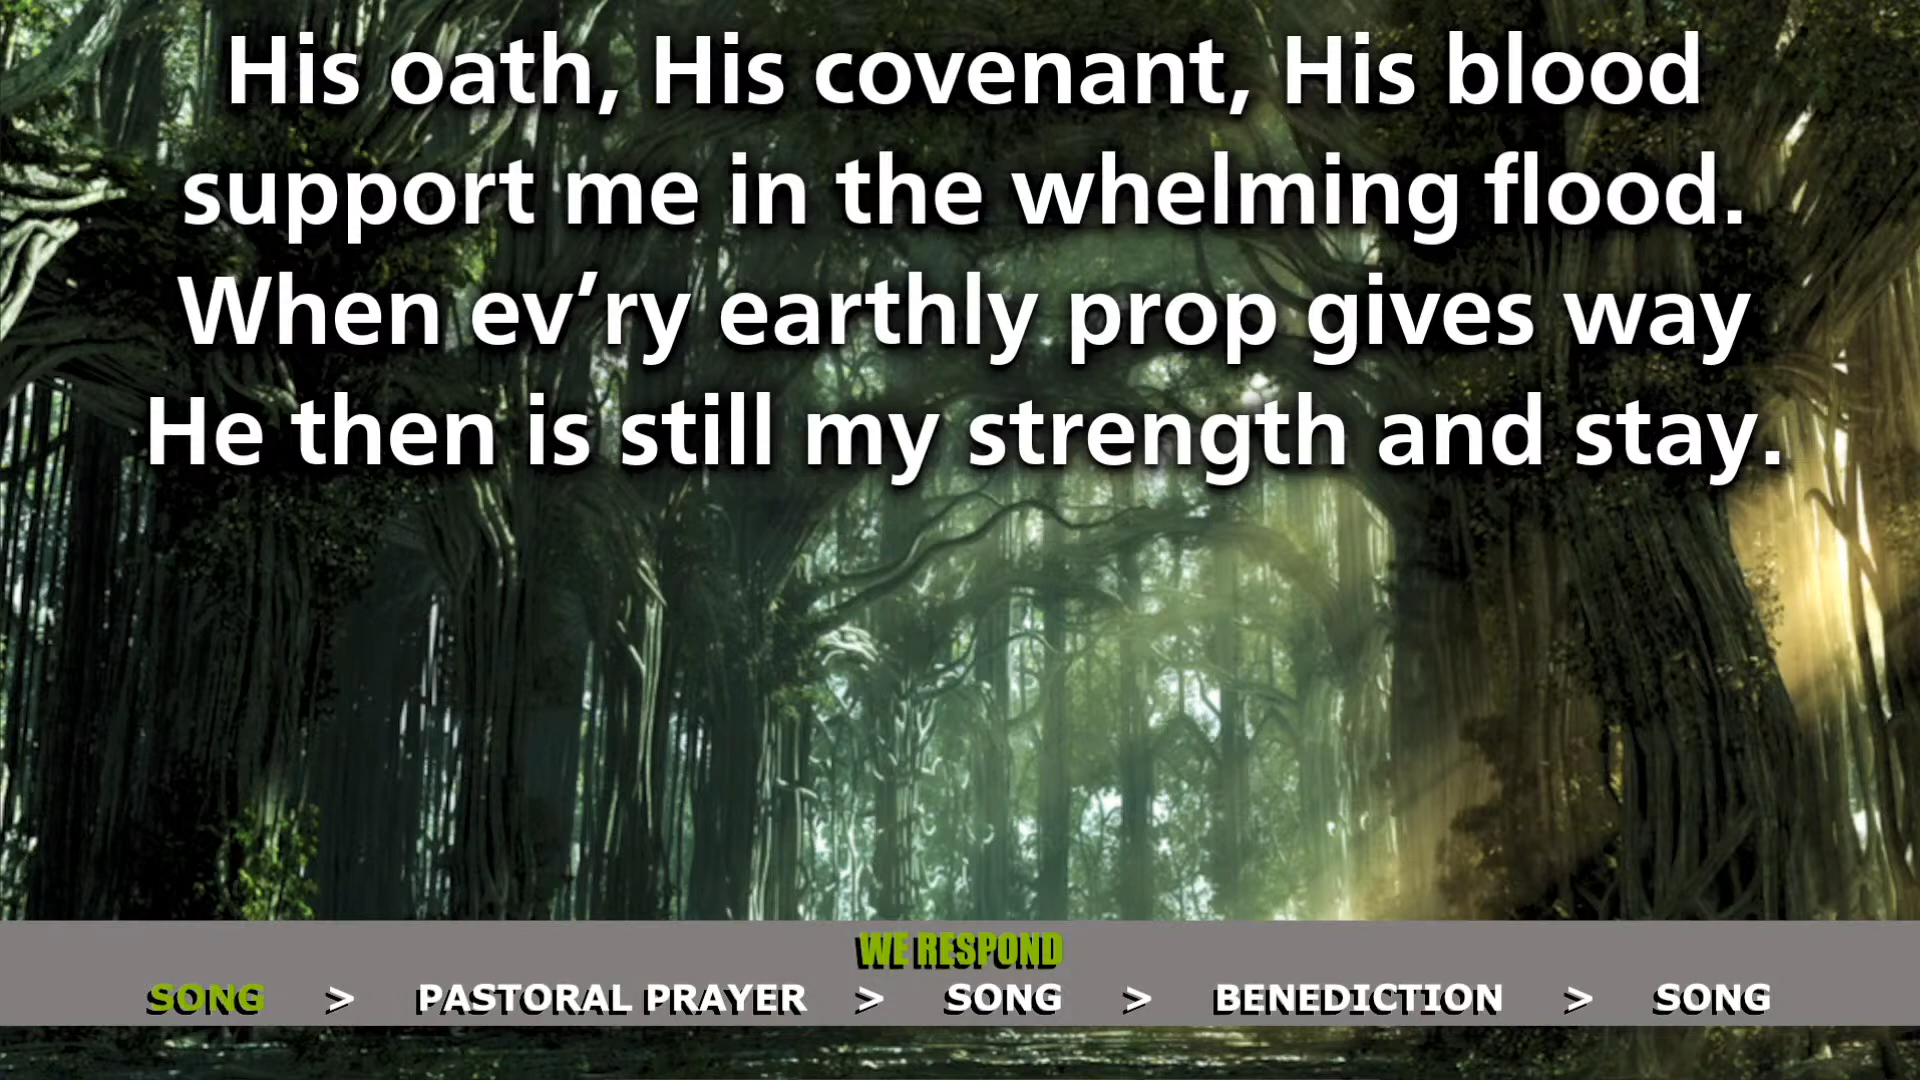 His oath, His covenant, His blood
support me in the whelming flood.
When ev’ry earthly prop gives way
He then is still my strength and stay.
WE RESPOND
SONG > PASTORAL PRAYER > SONG > BENEDICTION > SONG